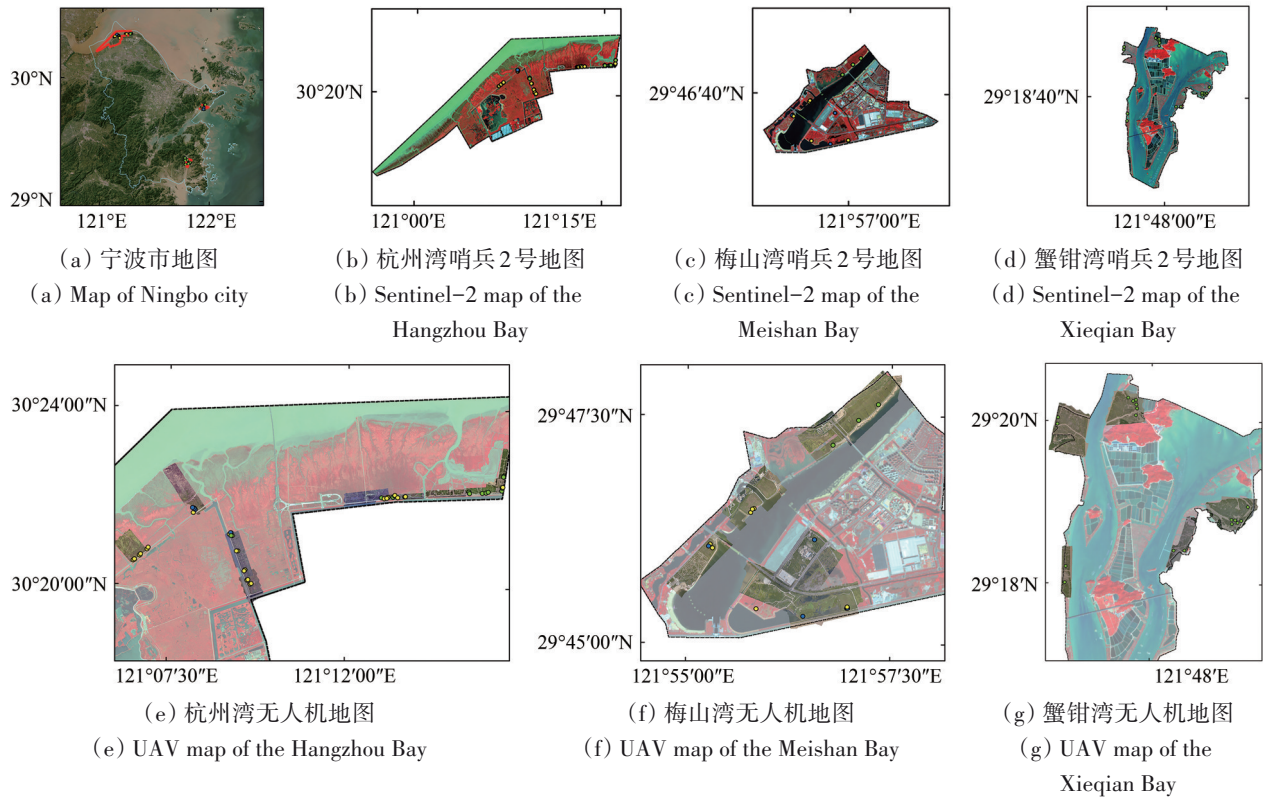 30°N
29°N
121°E
122°E
(a) 宁波市地图
(a) Map of Ningbo city
30°20′N
121°00′E
121°15′E
(b) 杭州湾哨兵2号地图
(b) Sentinel-2 map of the
Hangzhou Bay
29°46′40″N
121°57′00″E
(c) 梅山湾哨兵2号地图
(c) Sentinel-2 map of the
Meishan Bay
29°18′40″N
121°48′00″E
(d) 蟹钳湾哨兵2号地图
(d) Sentinel-2 map of the
Xieqian Bay
30°24′00″N
30°20′00″N
121°07′30″E
121°12′00″E
(e) 杭州湾无人机地图
(e) UAV map of the Hangzhou Bay
29°47′30″N
29°45′00″N
121°55′00″E
121°57′30″E
(f) 梅山湾无人机地图
(f) UAV map of the Meishan Bay
29°20′N
29°18′N
121°48′E
(g) 蟹钳湾无人机地图
(g) UAV map of the
Xieqian Bay